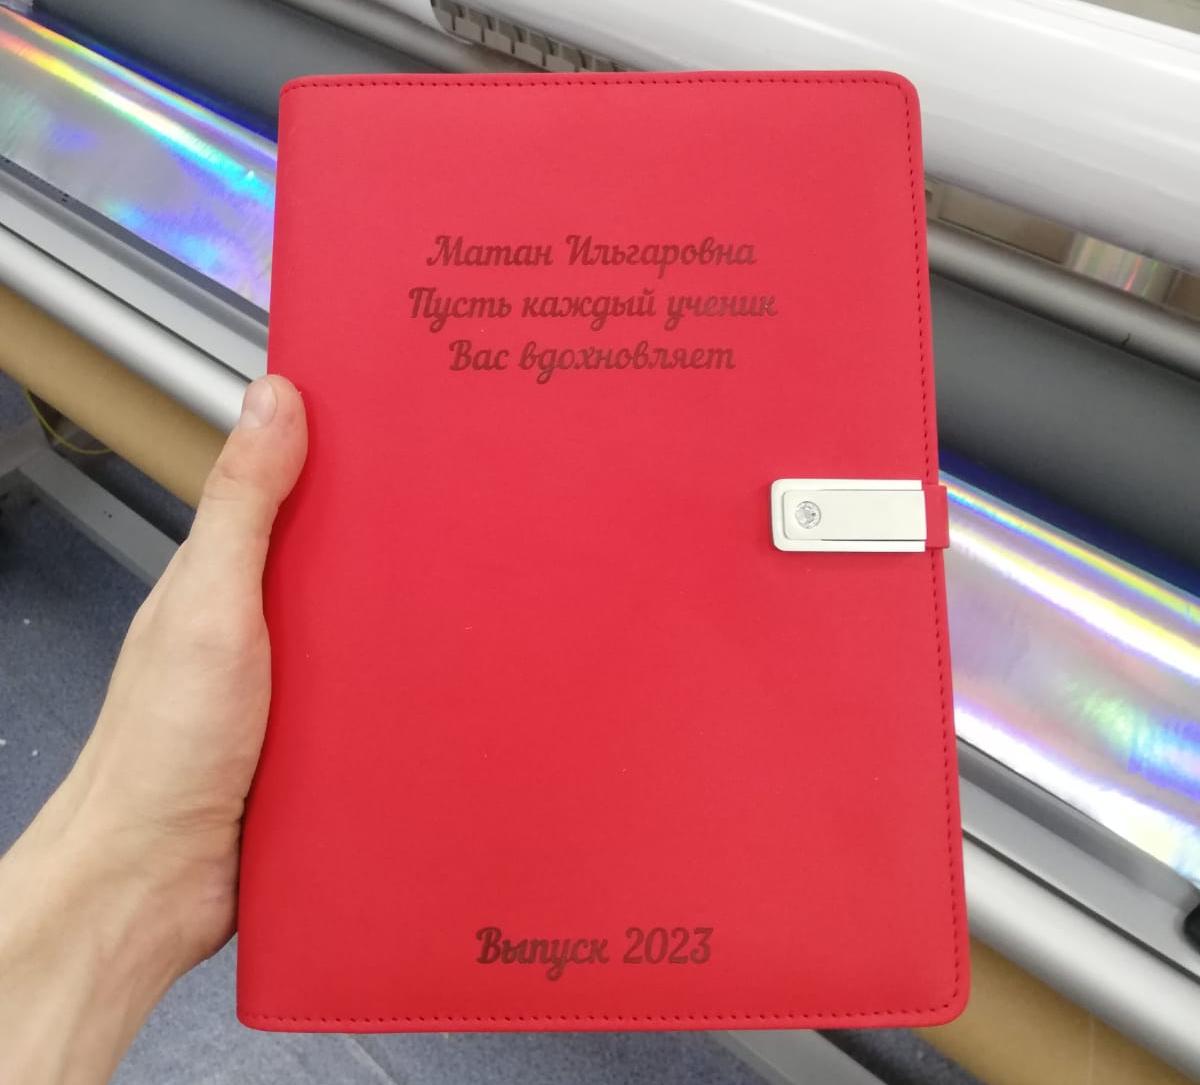 Матан Ильгаровна
Пусть каждый ученик
Вас вдохновляет
Выпуск 2023